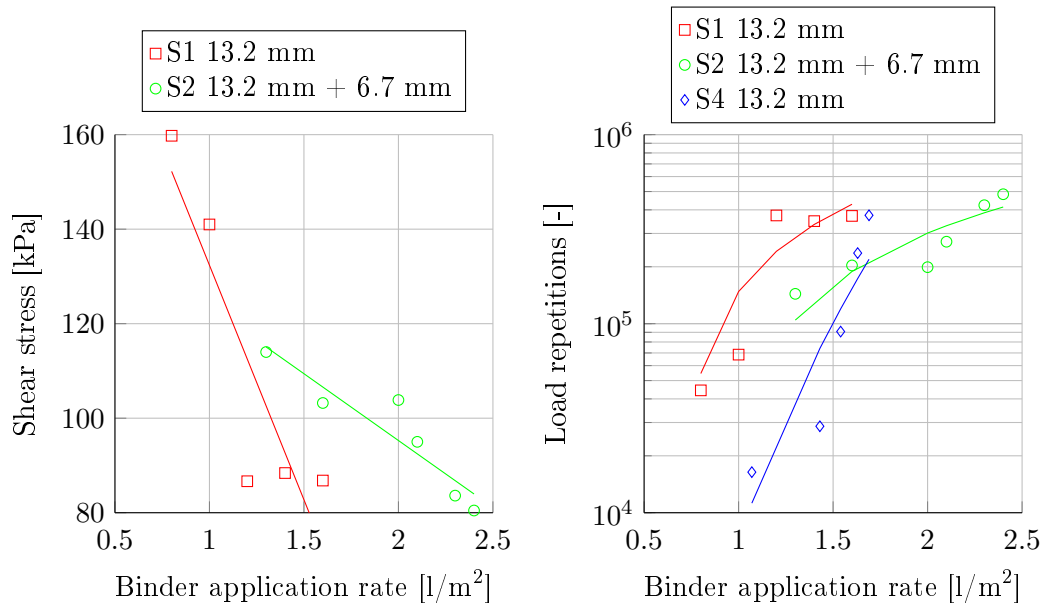 S1 13.2 mm
S2 13.2 mm + 6.7 mm
160
140
120
100
80
0.5 1 1.5 2 2.5
Shear stress [kPa]
Binder application rate [l/m²]
S1 13.2 mm
S2 13.2 mm + 6.7 mm
S4 13.2 mm
10⁶
10⁵
10⁴
0.5 1 1.5 2 2.5
Load repetitions [-]
Binder application rate [l/m²]